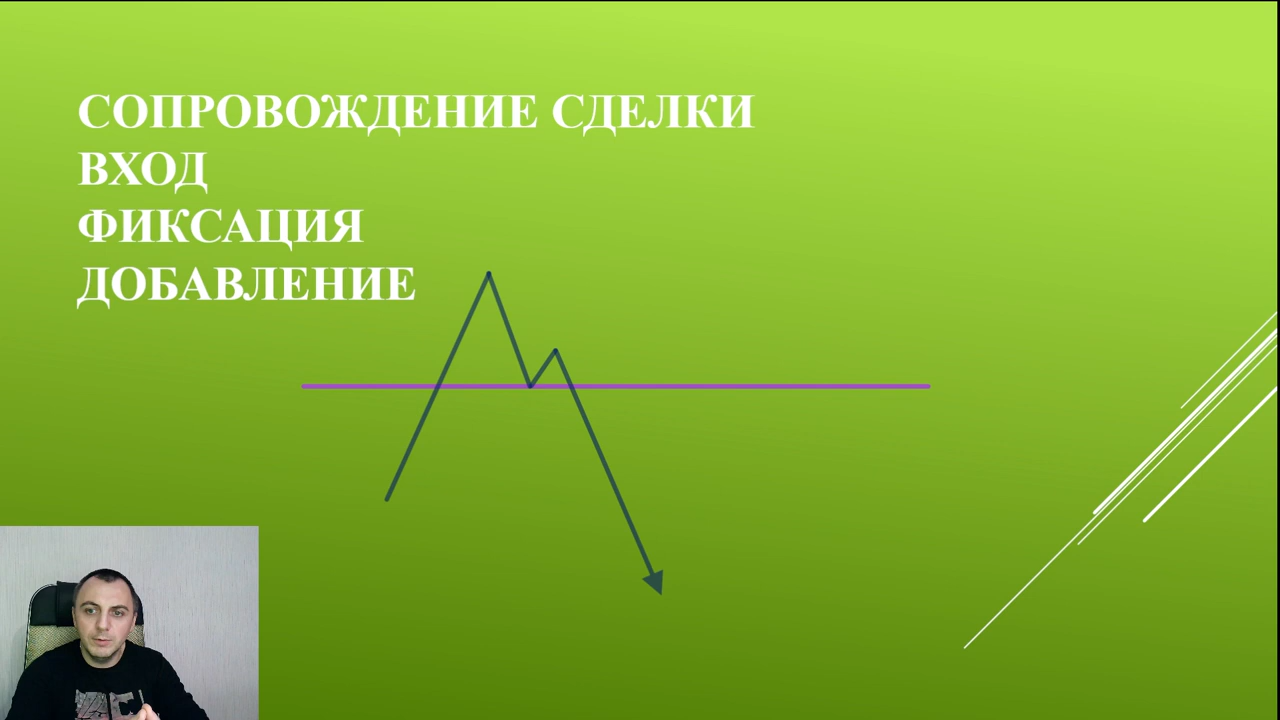 СОПРОВОЖДЕНИЕ СДЕЛКИ
ВХОД
ФИКСАЦИЯ
ДОБАВЛЕНИЕ